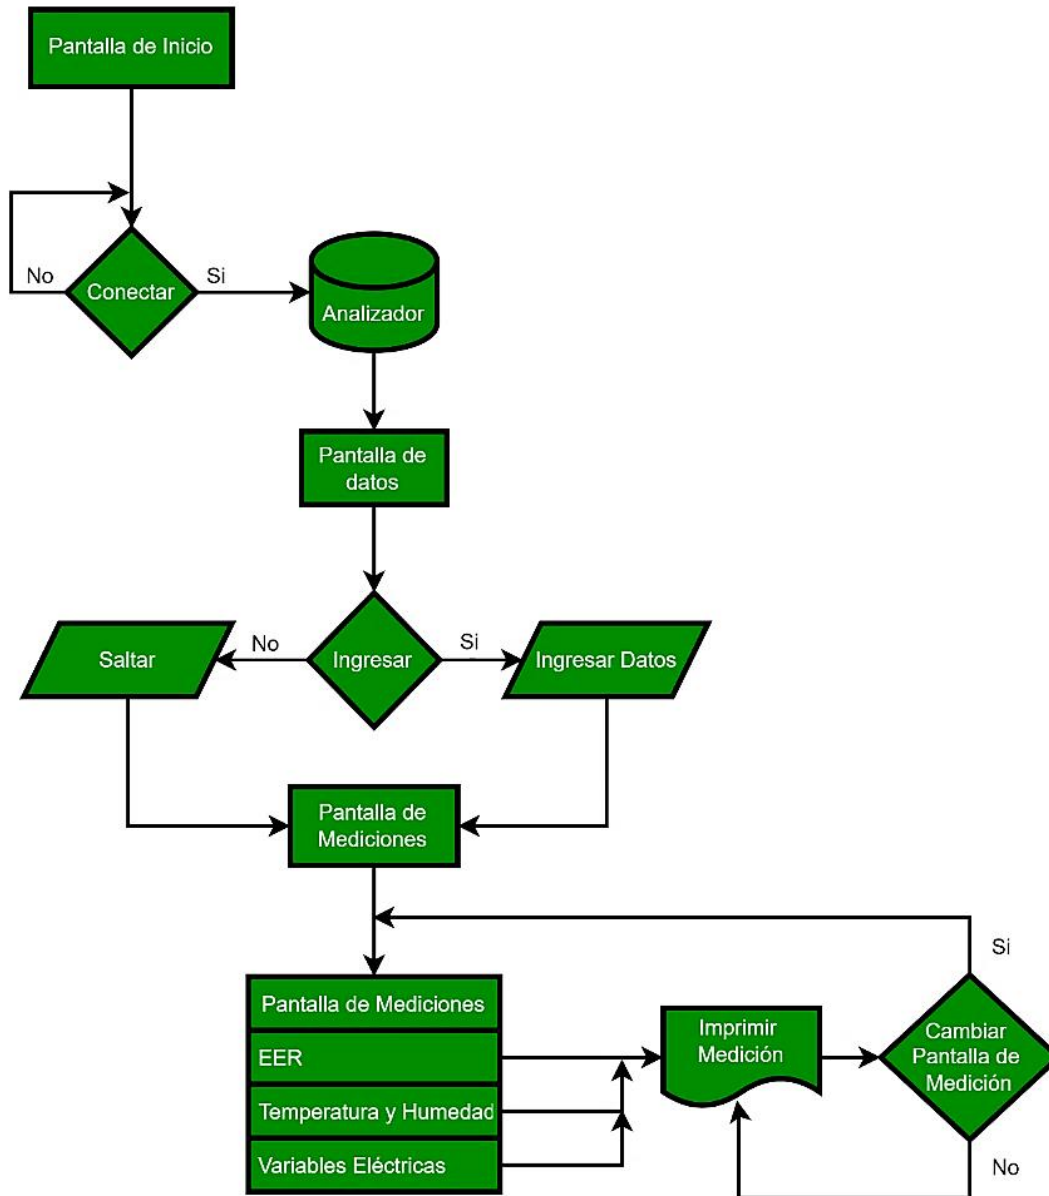 Pantalla de Inicio
No
Conectar
Si
Analizador
Pantalla de
datos
Saltar
No
Ingresar
Si
Ingresar Datos
Pantalla de
Mediciones
Si
Pantalla de Mediciones
EER
Temperatura y Humedad
Variables Eléctricas
Imprimir
Medición
Cambiar
Pantalla de
Medición
No